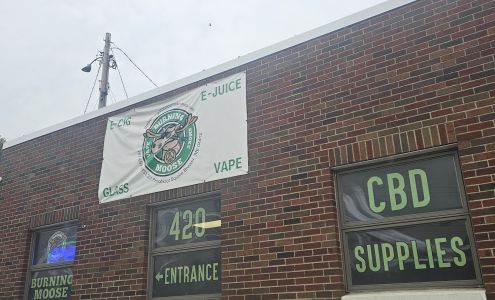 E-CIG
E-JUICE
BURNING
MOOSE
GLASS
VAPE
BURNING
MOOSE
420
←ENTRANCE
CBD
SUPPLIES